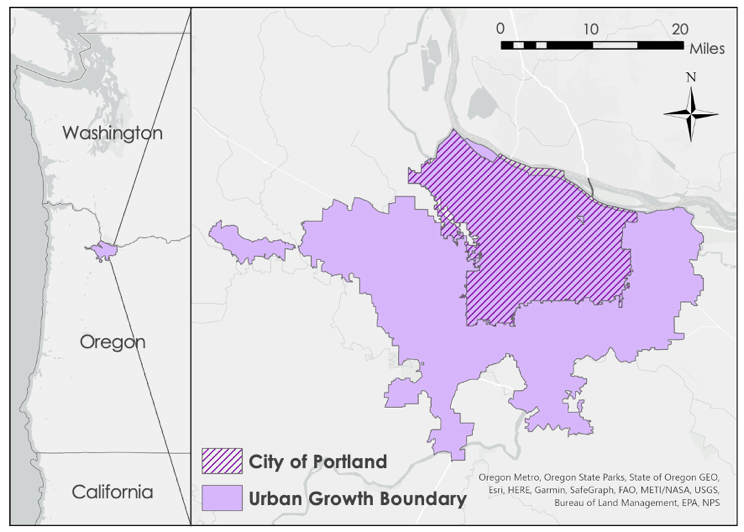 Washington
Oregon
California
0 10 20
Miles
N
City of Portland
Urban Growth Boundary
Oregon Metro, Oregon State Parks, State of Oregon GEO,
Esri, HERE, Garmin, SafeGraph, FAO, METI/NASA, USGS,
Bureau of Land Management, EPA, NPS